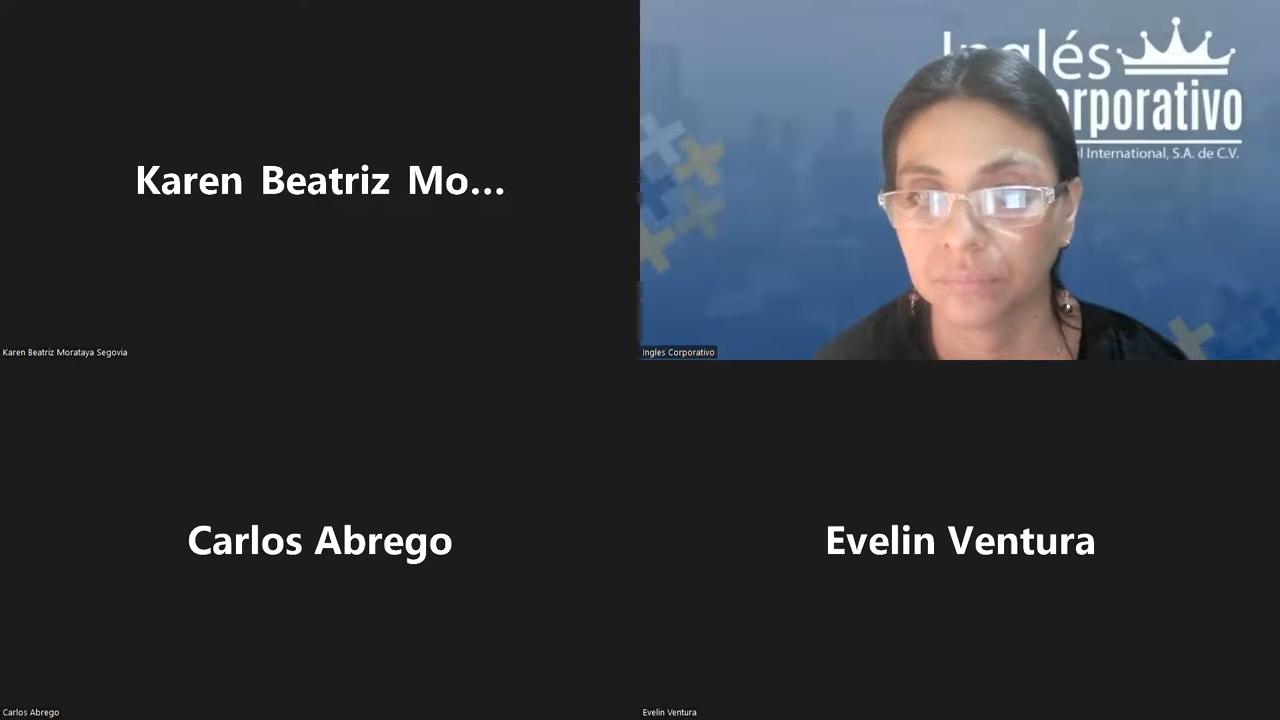 Karen Beatriz Mo...
Karen Beatriz Morataya Segovia
Inglés
orporativo
l International, S.A. de C.V.
Ingles Corporativo
Carlos Abrego
Carlos Abrego
Evelin Ventura
Evelin Ventura